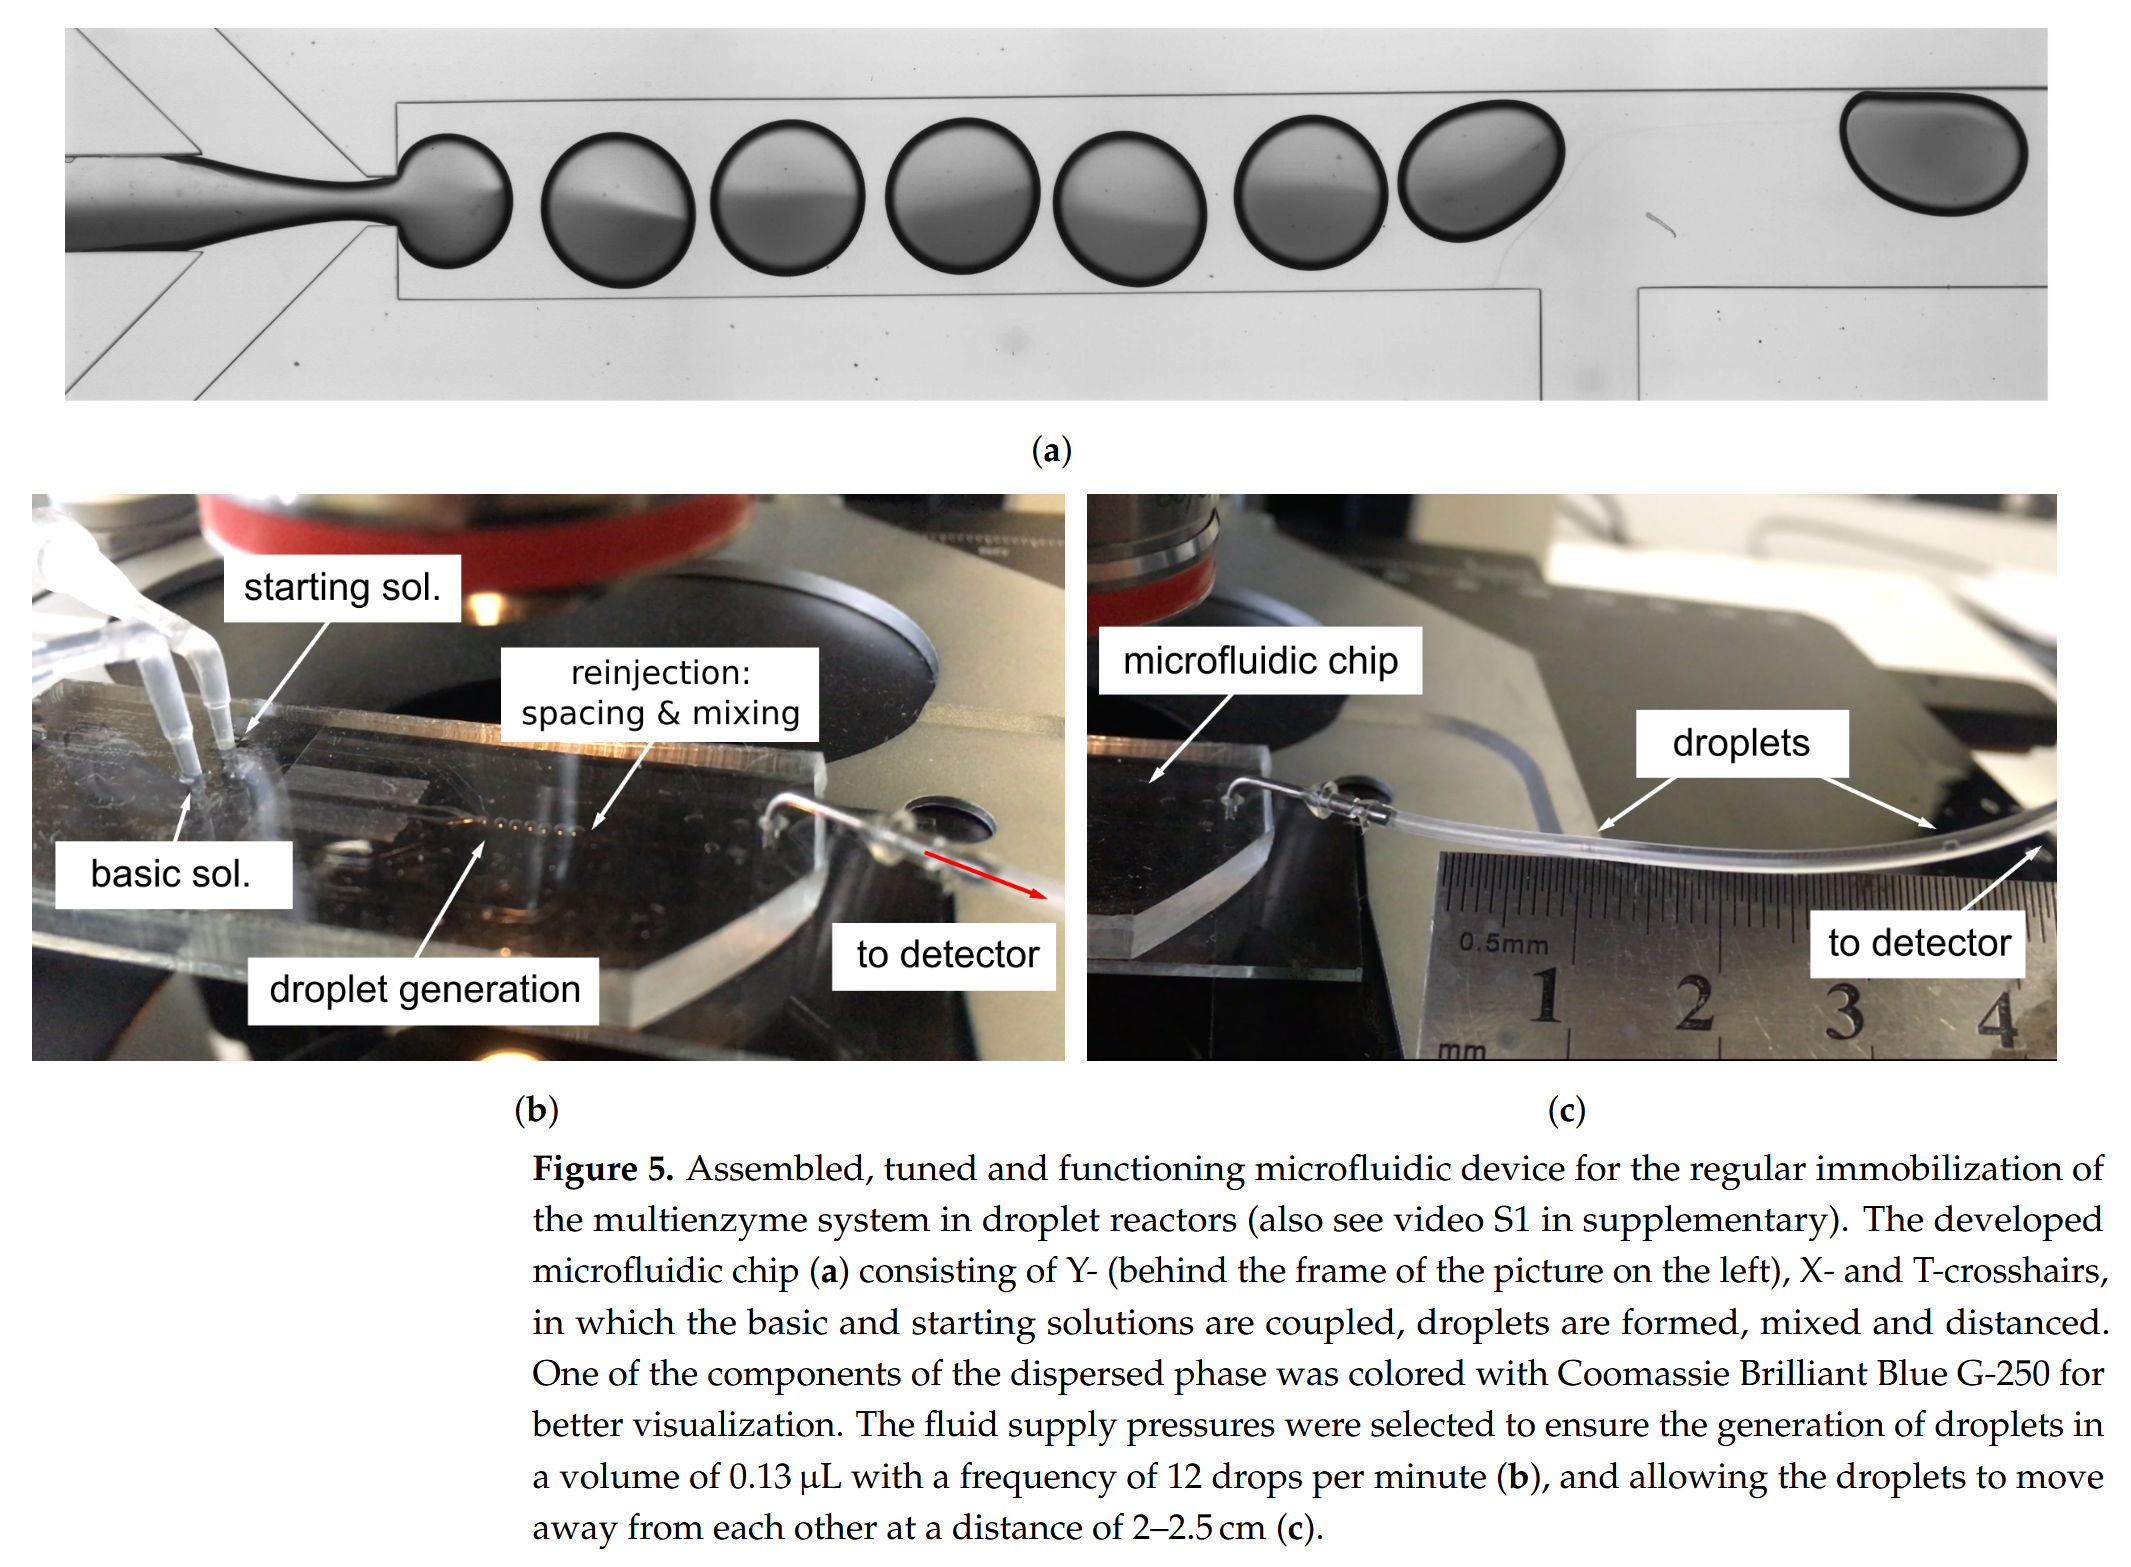 (a)
starting sol.
reinjection:
spacing & mixing
basic sol.
droplet generation
to detector
microfluidic chip
droplets
to detector
0.5mm
1 2 3 4
mm
(b)
(c)
Figure 5. Assembled, tuned and functioning microfluidic device for the regular immobilization of
the multienzyme system in droplet reactors (also see video S1 in supplementary). The developed
microfluidic chip (a) consisting of Y- (behind the frame of the picture on the left), X- and T-crosshairs,
in which the basic and starting solutions are coupled, droplets are formed, mixed and distanced.
One of the components of the dispersed phase was colored with Coomassie Brilliant Blue G-250 for
better visualization. The fluid supply pressures were selected to ensure the generation of droplets in
a volume of 0.13 µL with a frequency of 12 drops per minute (b), and allowing the droplets to move
away from each other at a distance of 2–2.5 cm (c).